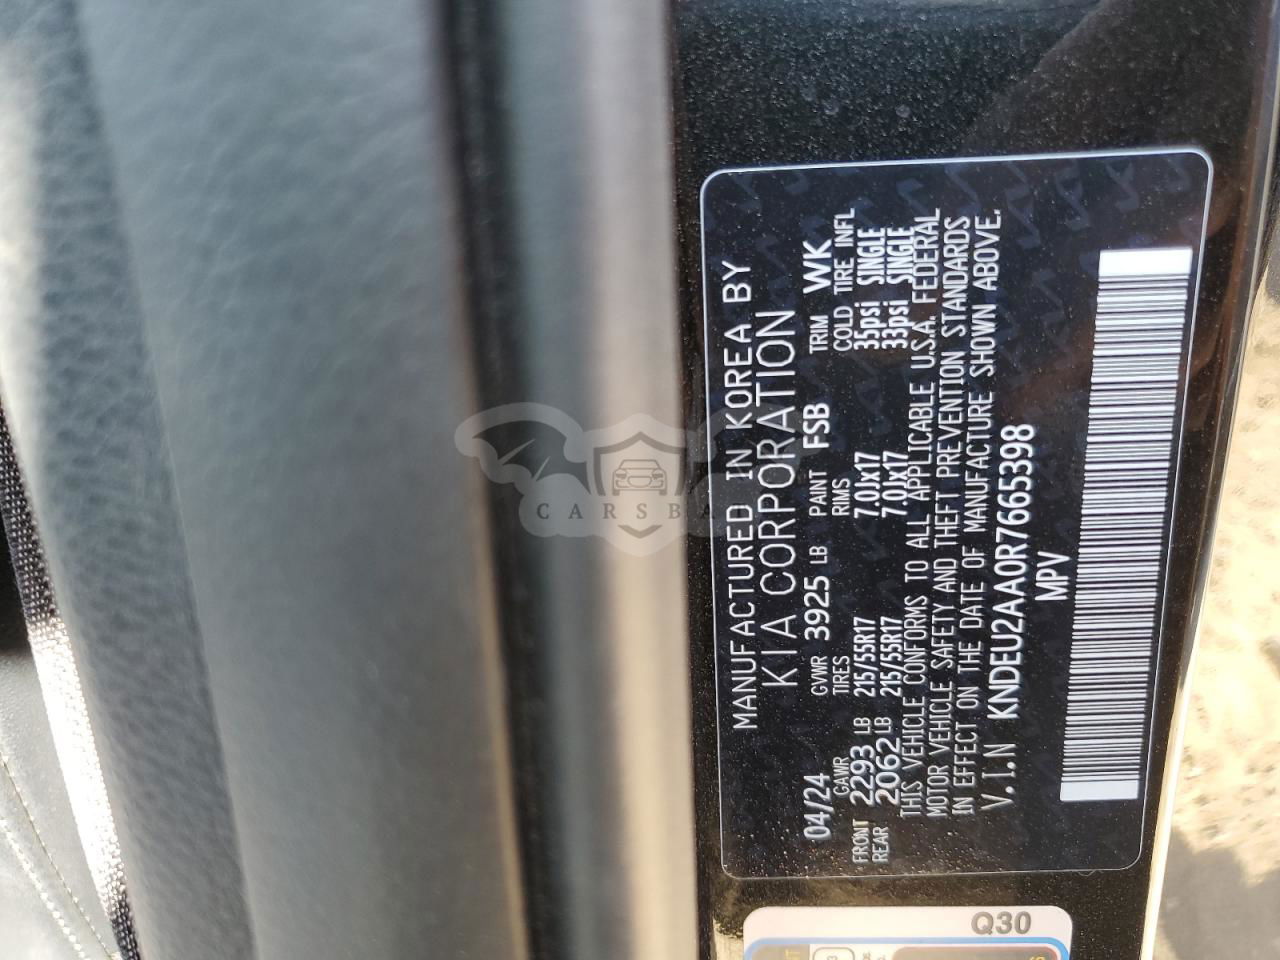 MANUFACTURED IN KOREA BY
KIA CORPORATION
04/24 GVWR 3925 LB PAINT FSB TRIM WK
GAWR TIRES RIMS COLD TIRE INFL
FRONT 2293 LB 215/55R17 7.0Jx17 35psi SINGLE
REAR 2062 LB 215/55R17 7.0Jx17 33psi SINGLE
THIS VEHICLE CONFORMS TO ALL APPLICABLE U.S.A. FEDERAL
MOTOR VEHICLE SAFETY AND THEFT PREVENTION STANDARDS
IN EFFECT ON THE DATE OF MANUFACTURE SHOWN ABOVE.
V.I.N KNDEU2AA0R7665398
MPV
Q30